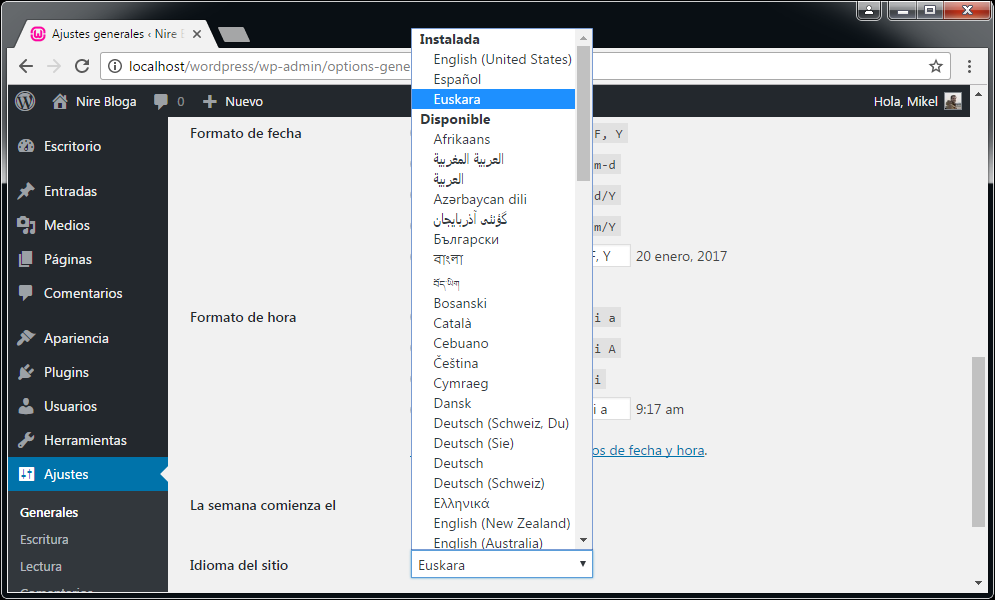 Ajustes generales ‹ Nire
localhost/wordpress/wp-admin/options-gene
Nire Bloga
0
Nuevo
Hola, Mikel
Escritorio
Entradas
Medios
Páginas
Comentarios
Apariencia
Plugins
Usuarios
Herramientas
Ajustes
Generales
Escritura
Lectura
Comentarios
Formato de fecha
F, Y
m-d
d/Y
m/Y
F, Y
20 enero, 2017
Formato de hora
i a
i A
i
i a
9:17 am
os de fecha y hora.
La semana comienza el
Idioma del sitio
Instalada
English (United States)
Español
Euskara
Disponible
Afrikaans
العربية المغربية
العربية
Azərbaycan dili
گؤنئی آذربایجان
Български
বাংলা
བོད་ཡིག
Bosanski
Català
Cebuano
Čeština
Cymraeg
Dansk
Deutsch (Schweiz, Du)
Deutsch (Sie)
Deutsch
Deutsch (Schweiz)
Ελληνικά
English (New Zealand)
English (Australia)
Euskara